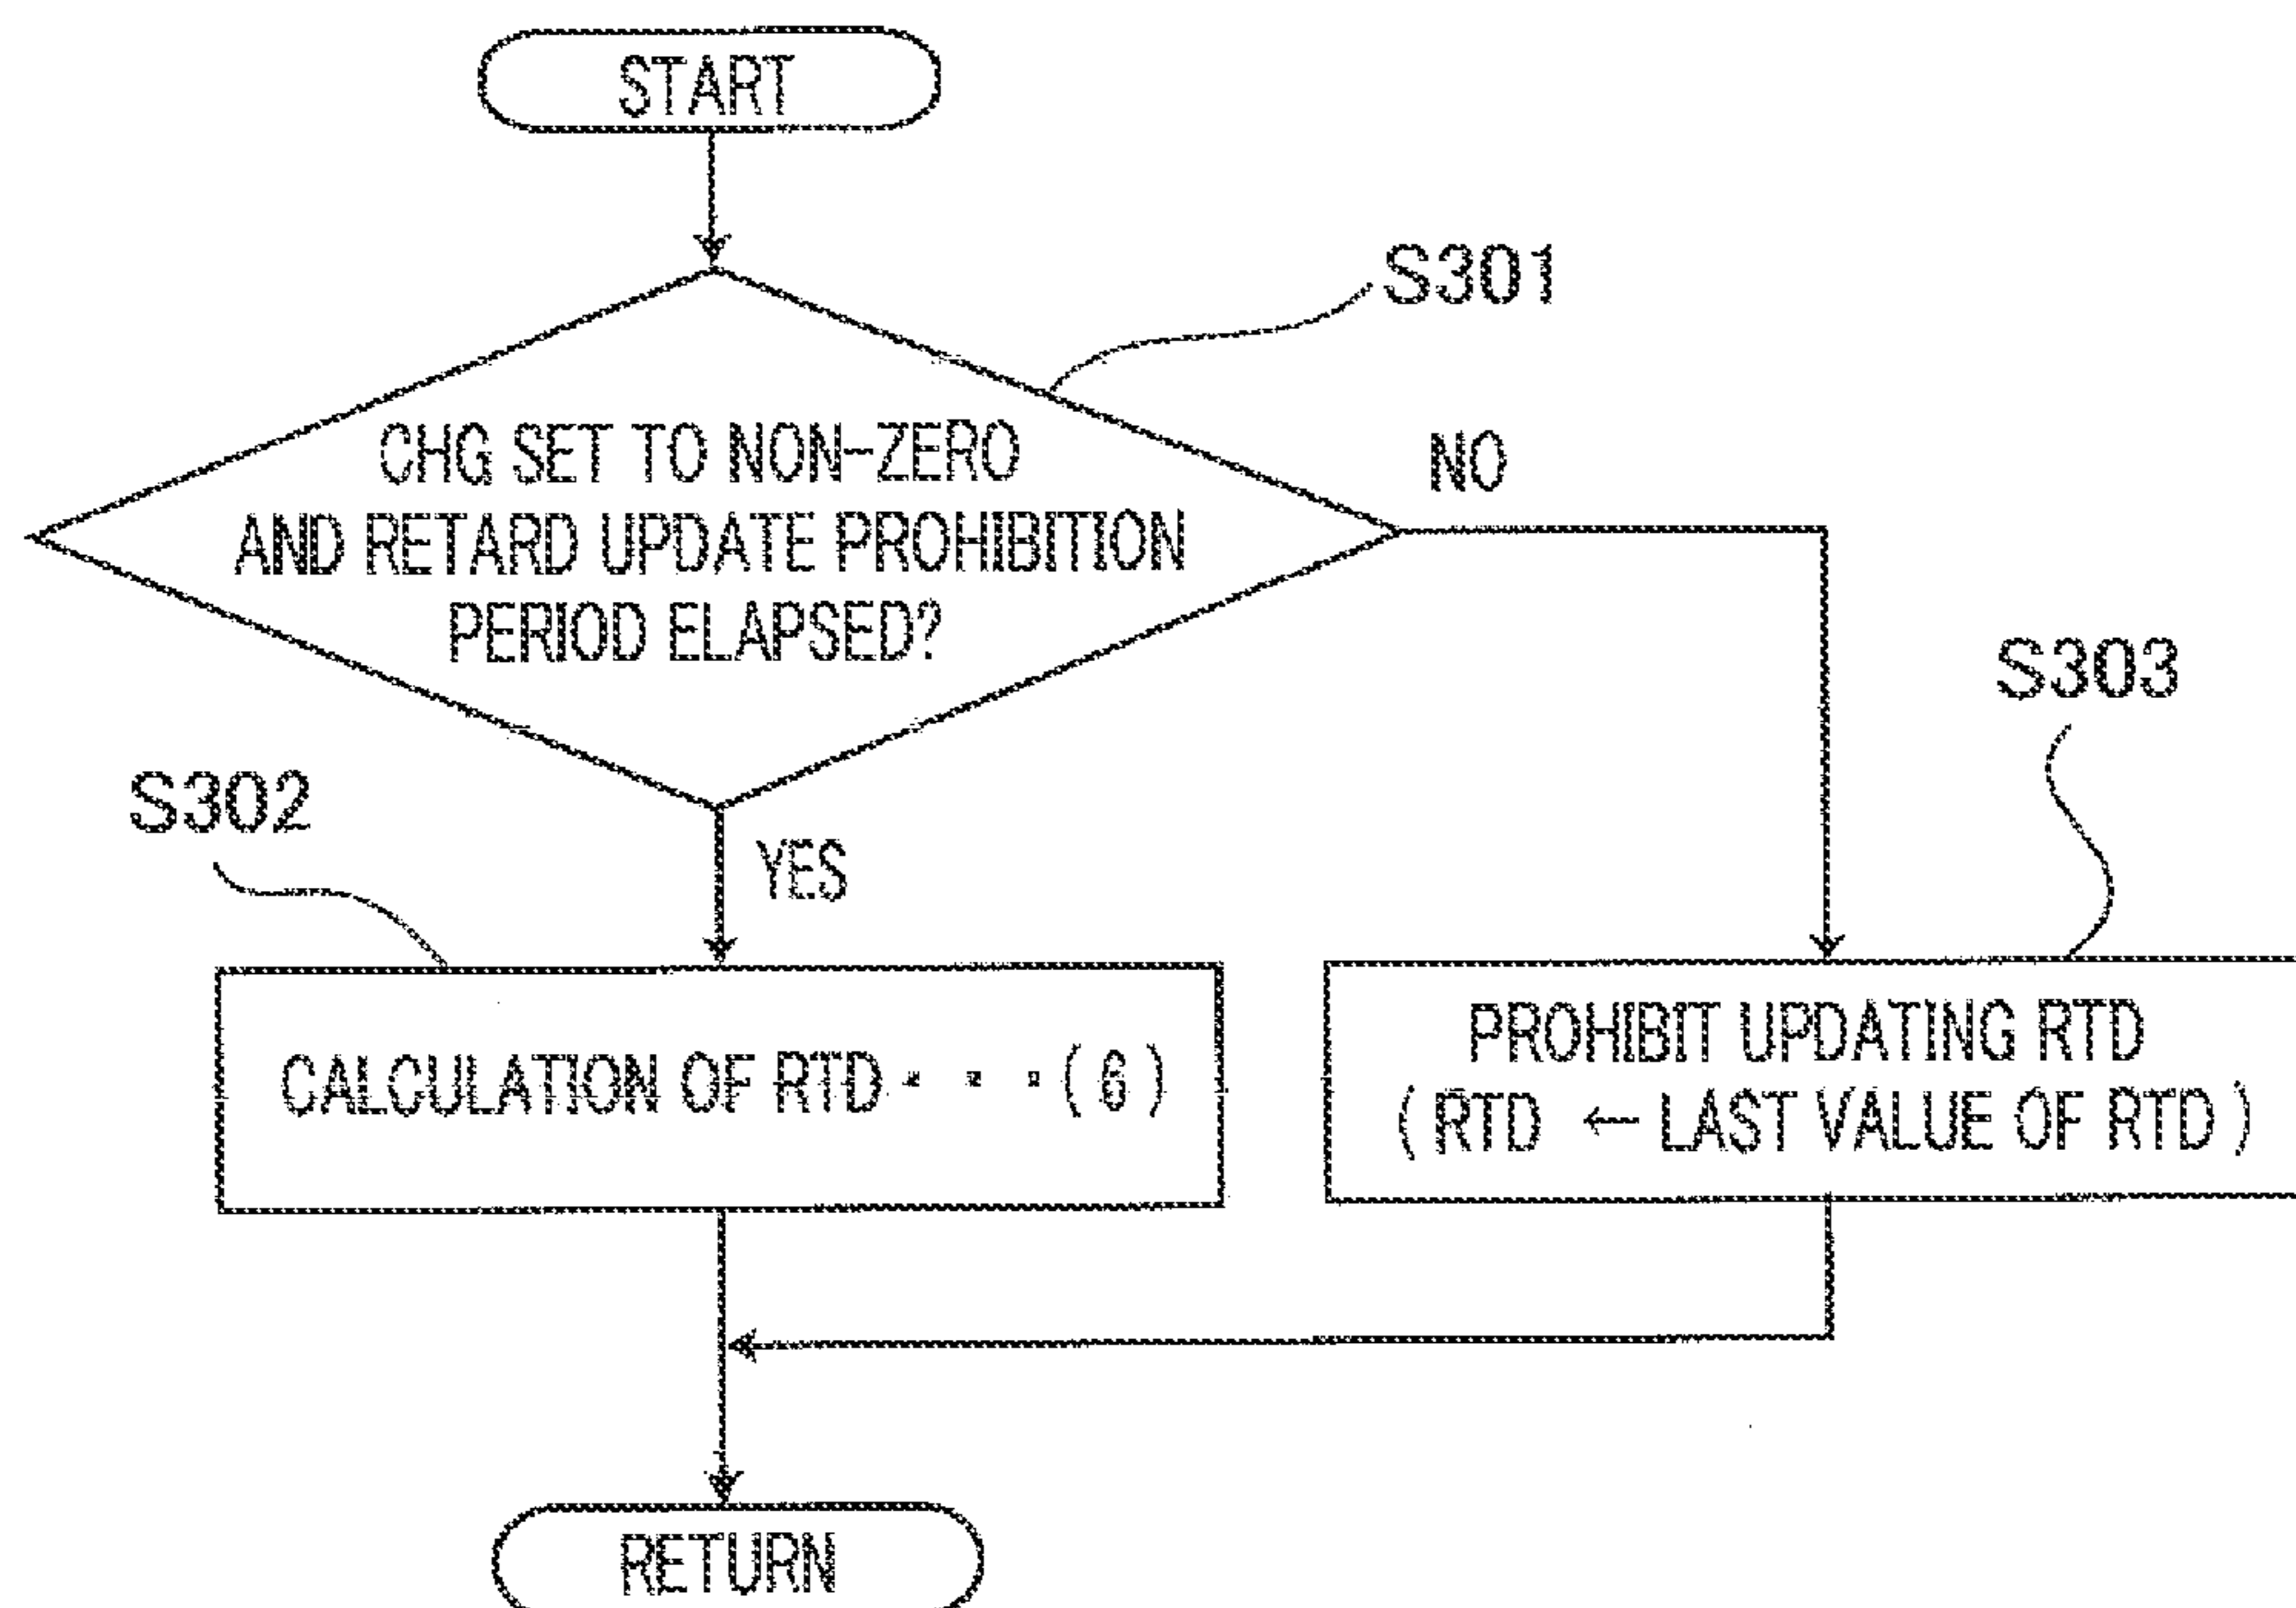 START
S301
CHG SET TO NON-ZERO
AND RETARD UPDATE PROHIBITION
PERIOD ELAPSED?
NO
YES
S302
CALCULATION OF RTD・・・(6)
S303
PROHIBIT UPDATING RTD
(RTD ← LAST VALUE OF RTD)
RETURN